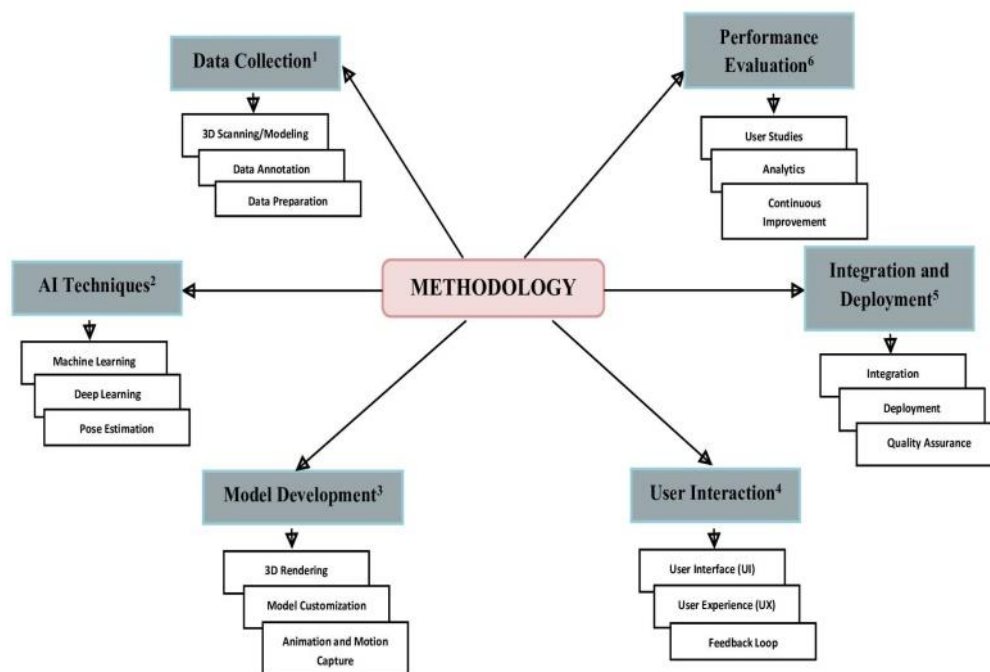 Data Collection1
3D Scanning/Modeling
Data Annotation
Data Preparation
Performance
Evaluation6
User Studies
Analytics
Continuous
Improvement
AI Techniques2
Machine Learning
Deep Learning
Pose Estimation
METHODOLOGY
Integration and
Deployment5
Integration
Deployment
Quality Assurance
Model Development3
3D Rendering
Model Customization
Animation and Motion
Capture
User Interaction4
User Interface (UI)
User Experience (UX)
Feedback Loop